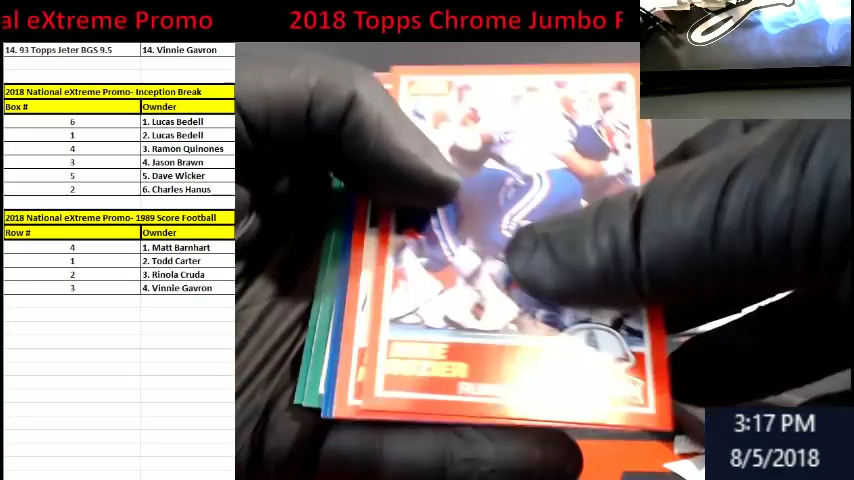 al eXtreme Promo 2018 Topps Chrome Jumbo F
14. 93 Topps Jeter BGS 9.5 14. Vinnie Gavron
2018 National eXtreme Promo- Inception Break
Box # Ownder
6 1. Lucas Bedell
1 2. Lucas Bedell
4 3. Ramon Quinones
3 4. Jason Brawn
5 5. Dave Wicker
2 6. Charles Hanus
2018 National eXtreme Promo- 1989 Score Football
Row # Ownder
4 1. Matt Barnhart
1 2. Todd Carter
2 3. Rinola Cruda
3 4. Vinnie Gavron
MIKE
3:17 PM
8/5/2018